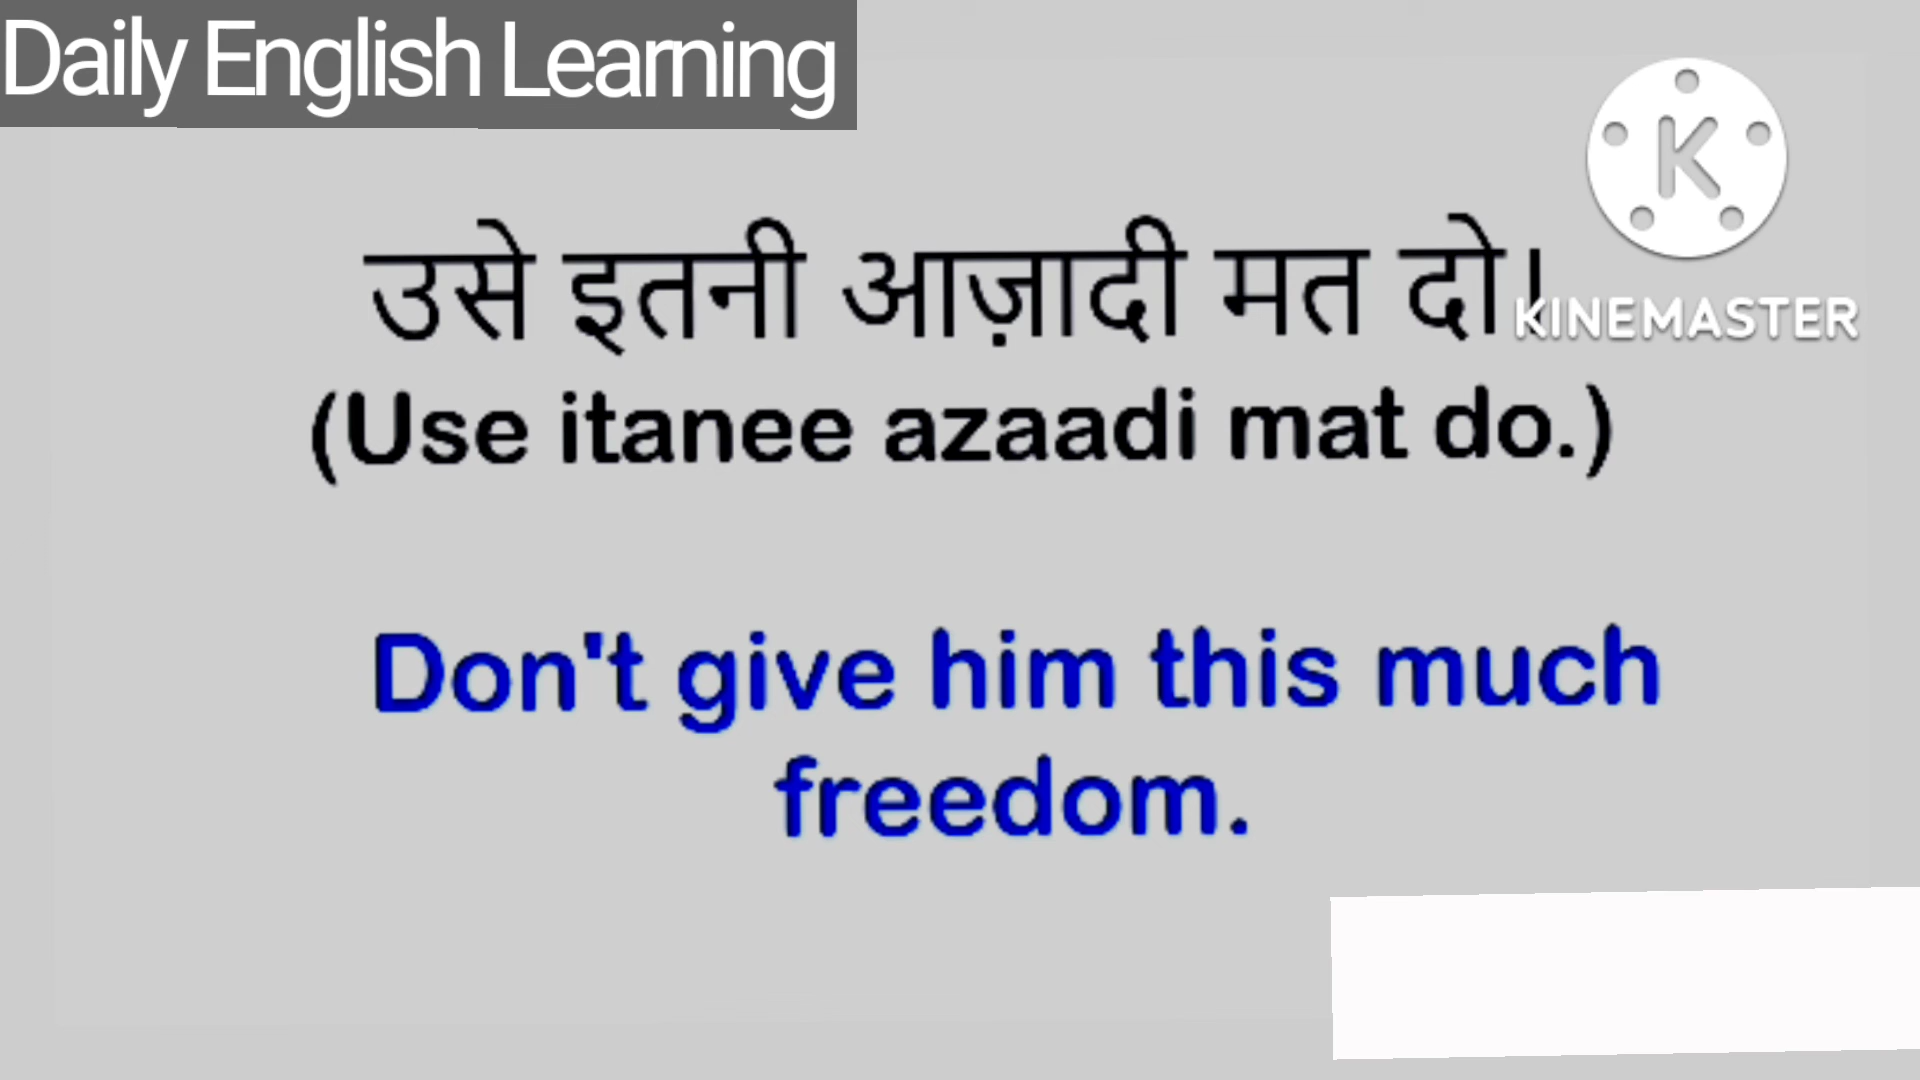 Daily English Learning
उसे इतनी आज़ादी मत दो।
KINEMASTER
(Use itanee azaadi mat do.)
Don't give him this much
freedom.